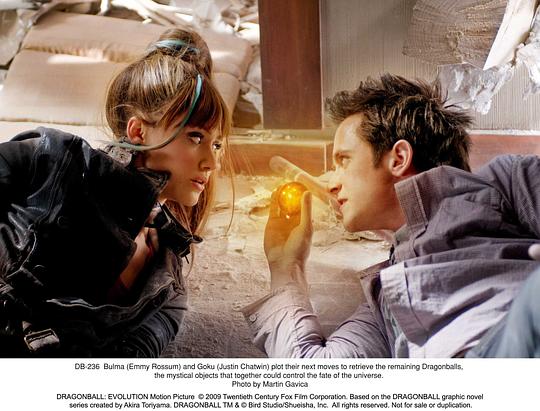 DB-236 Bulma (Emmy Rossum) and Goku (Justin Chatwin) plot their next moves to retrieve the remaining Dragonballs,
the mystical objects that together could control the fate of the universe.
Photo by Martin Gavica
DRAGONBALL: EVOLUTION Motion Picture © 2009 Twentieth Century Fox Film Corporation. Based on the DRAGONBALL graphic novel
series created by Akira Toriyama. DRAGONBALL TM & © Bird Studio/Shueisha, Inc. All rights reserved. Not for sale or duplication.